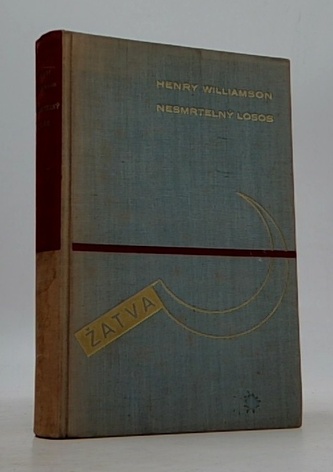 HENRY WILLIAMSON
NESMRTELNÝ LOSOS
ŽATVA